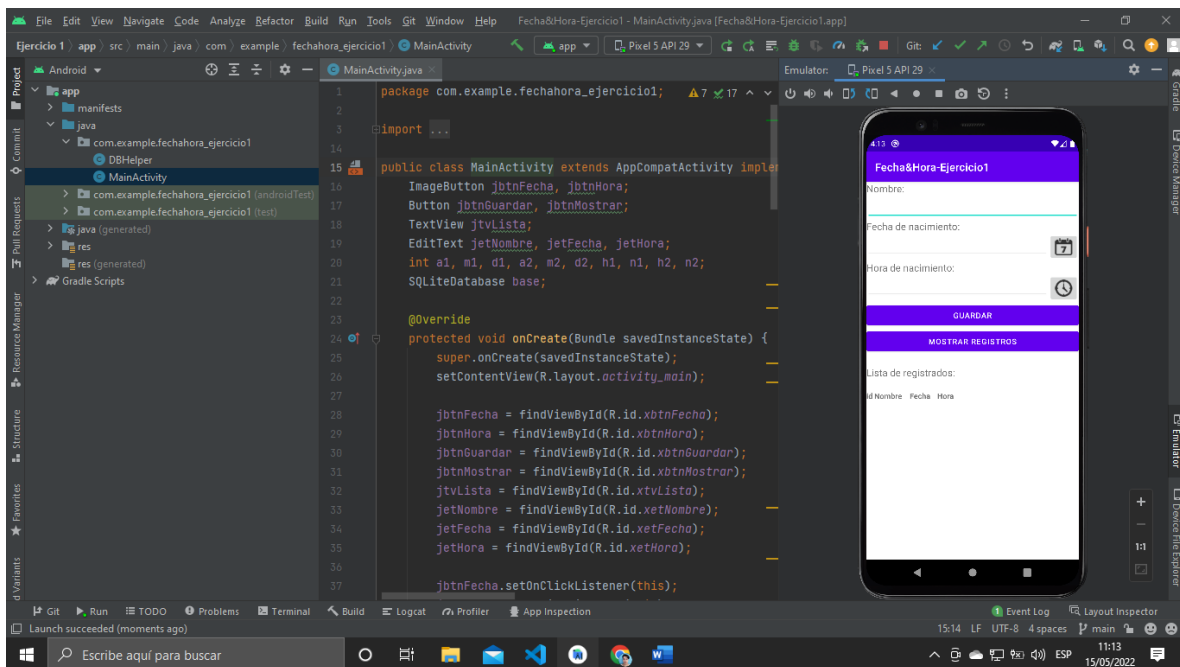 File Edit View Navigate Code Analyze Refactor Build Run Tools Git Window Help Fecha&Hora-Ejercicio1 - MainActivity.java [Fecha&Hora-Ejercicio1.app]
Ejercicio 1 app src main java com example fechahora_ejercicio1 MainActivity app Pixel 5 API 29 Git:
Project
Android
MainActivity.java
Emulator: Pixel 5 API 29
app
manifests
java
com.example.fechahora_ejercicio1
DBHelper
MainActivity
com.example.fechahora_ejercicio1 (androidTest)
com.example.fechahora_ejercicio1 (test)
java (generated)
res
res (generated)
Gradle Scripts
Commit
Pull Requests
Resource Manager
Structure
Favorites
d Variants
7 17
1 package com.example.fechahora_ejercicio1;
2
3 import ...
14
15 public class MainActivity extends AppCompatActivity imple
16 ImageButton jbtnFecha, jbtnHora;
17 Button jbtnGuardar, jbtnMostrar;
18 TextView jtvLista;
19 EditText jetNombre, jetFecha, jetHora;
20 int a1, m1, d1, a2, m2, d2, h1, n1, h2, n2;
21 SQLiteDatabase base;
22
23 @Override
24 protected void onCreate(Bundle savedInstanceState) {
25 super.onCreate(savedInstanceState);
26 setContentView(R.layout.activity_main);
27
28 jbtnFecha = findViewById(R.id.xbtnFecha);
29 jbtnHora = findViewById(R.id.xbtnHora);
30 jbtnGuardar = findViewById(R.id.xbtnGuardar);
31 jbtnMostrar = findViewById(R.id.xbtnMostrar);
32 jtvLista = findViewById(R.id.xtvLista);
33 jetNombre = findViewById(R.id.xetNombre);
34 jetFecha = findViewById(R.id.xetFecha);
35 jetHora = findViewById(R.id.xetHora);
36
37 jbtnFecha.setOnClickListener(this);
4:13
Fecha&Hora-Ejercicio1
Nombre:
Fecha de nacimiento:
7
Hora de nacimiento:
GUARDAR
MOSTRAR REGISTROS
Lista de registrados:
Id Nombre Fecha Hora
1:1
Gradle
Device Manager
Emulator
Device File Explorer
Git Run TODO Problems Terminal Build Logcat Profiler App Inspection 1 Event Log Layout Inspector
Launch succeeded (moments ago) 15:14 LF UTF-8 4 spaces main
Escribe aquí para buscar
ESP
11:13
15/05/2022